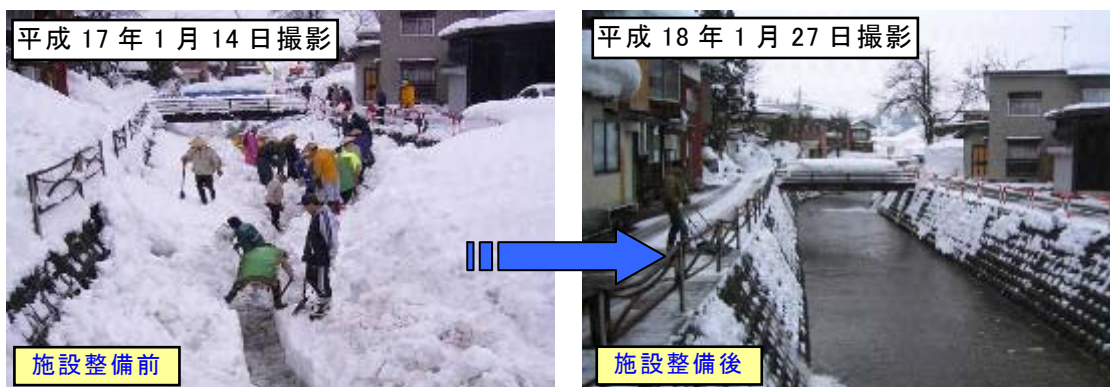 平成 17 年 1 月 14 日撮影
平成 18 年 1 月 27 日撮影
施設整備前
施設整備後